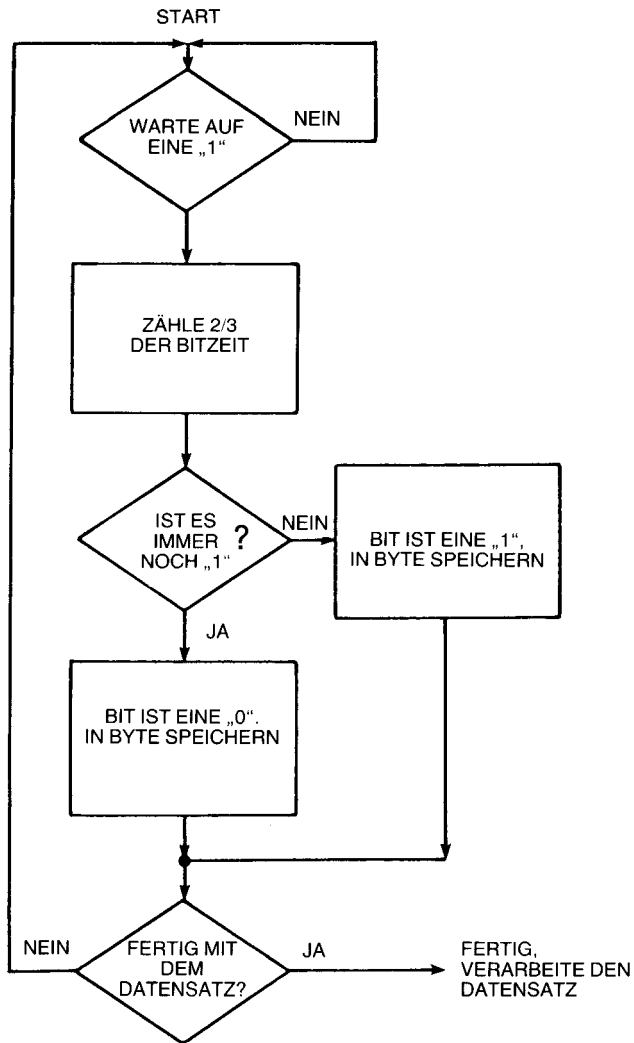 START
WARTE AUF
EINE „1“
NEIN
ZÄHLE 2/3
DER BITZEIT
IST ES
IMMER
NOCH „1“
?
NEIN
BIT IST EINE „1“,
IN BYTE SPEICHERN
JA
BIT IST EINE „0“.
IN BYTE SPEICHERN
NEIN
FERTIG MIT
DEM
DATENSATZ?
JA
FERTIG,
VERARBEITE DEN
DATENSATZ